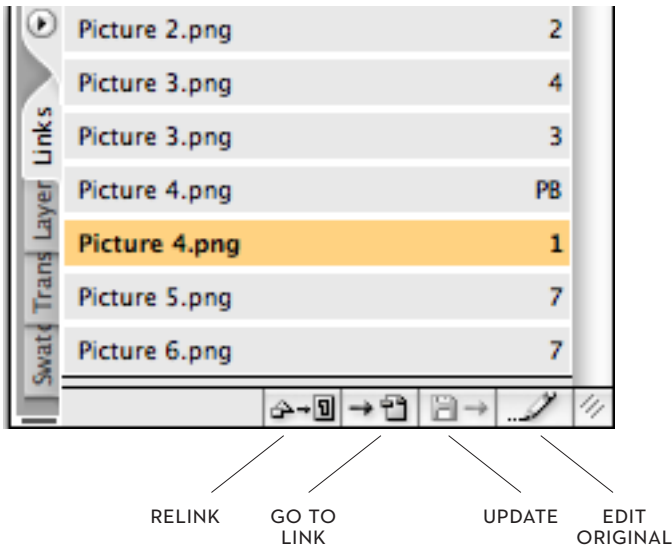 Picture 2.png 2
Picture 3.png 4
Picture 3.png 3
Picture 4.png PB
Picture 4.png 1
Picture 5.png 7
Picture 6.png 7
Links
Layer
Trans
Swatc
RELINK
GO TO
LINK
UPDATE
EDIT
ORIGINAL